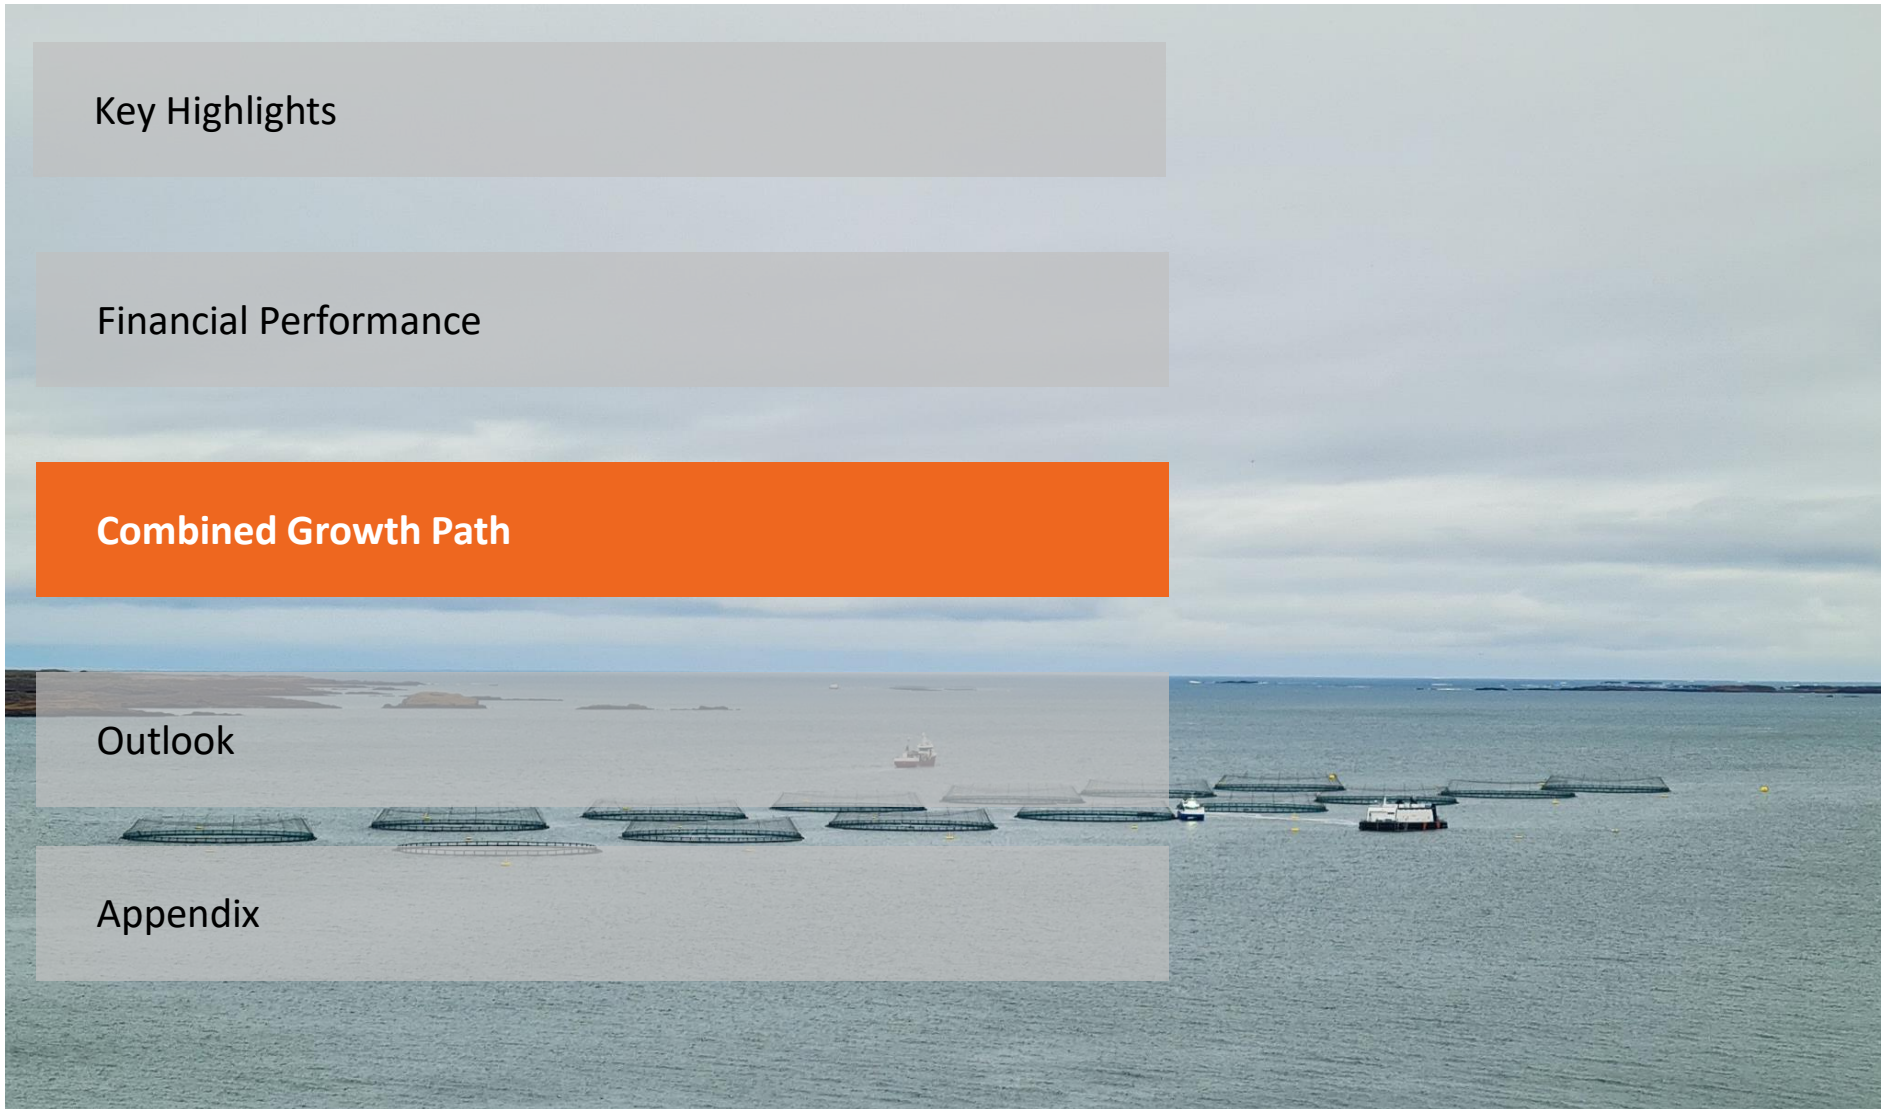 Key Highlights
Financial Performance
Combined Growth Path
Outlook
Appendix